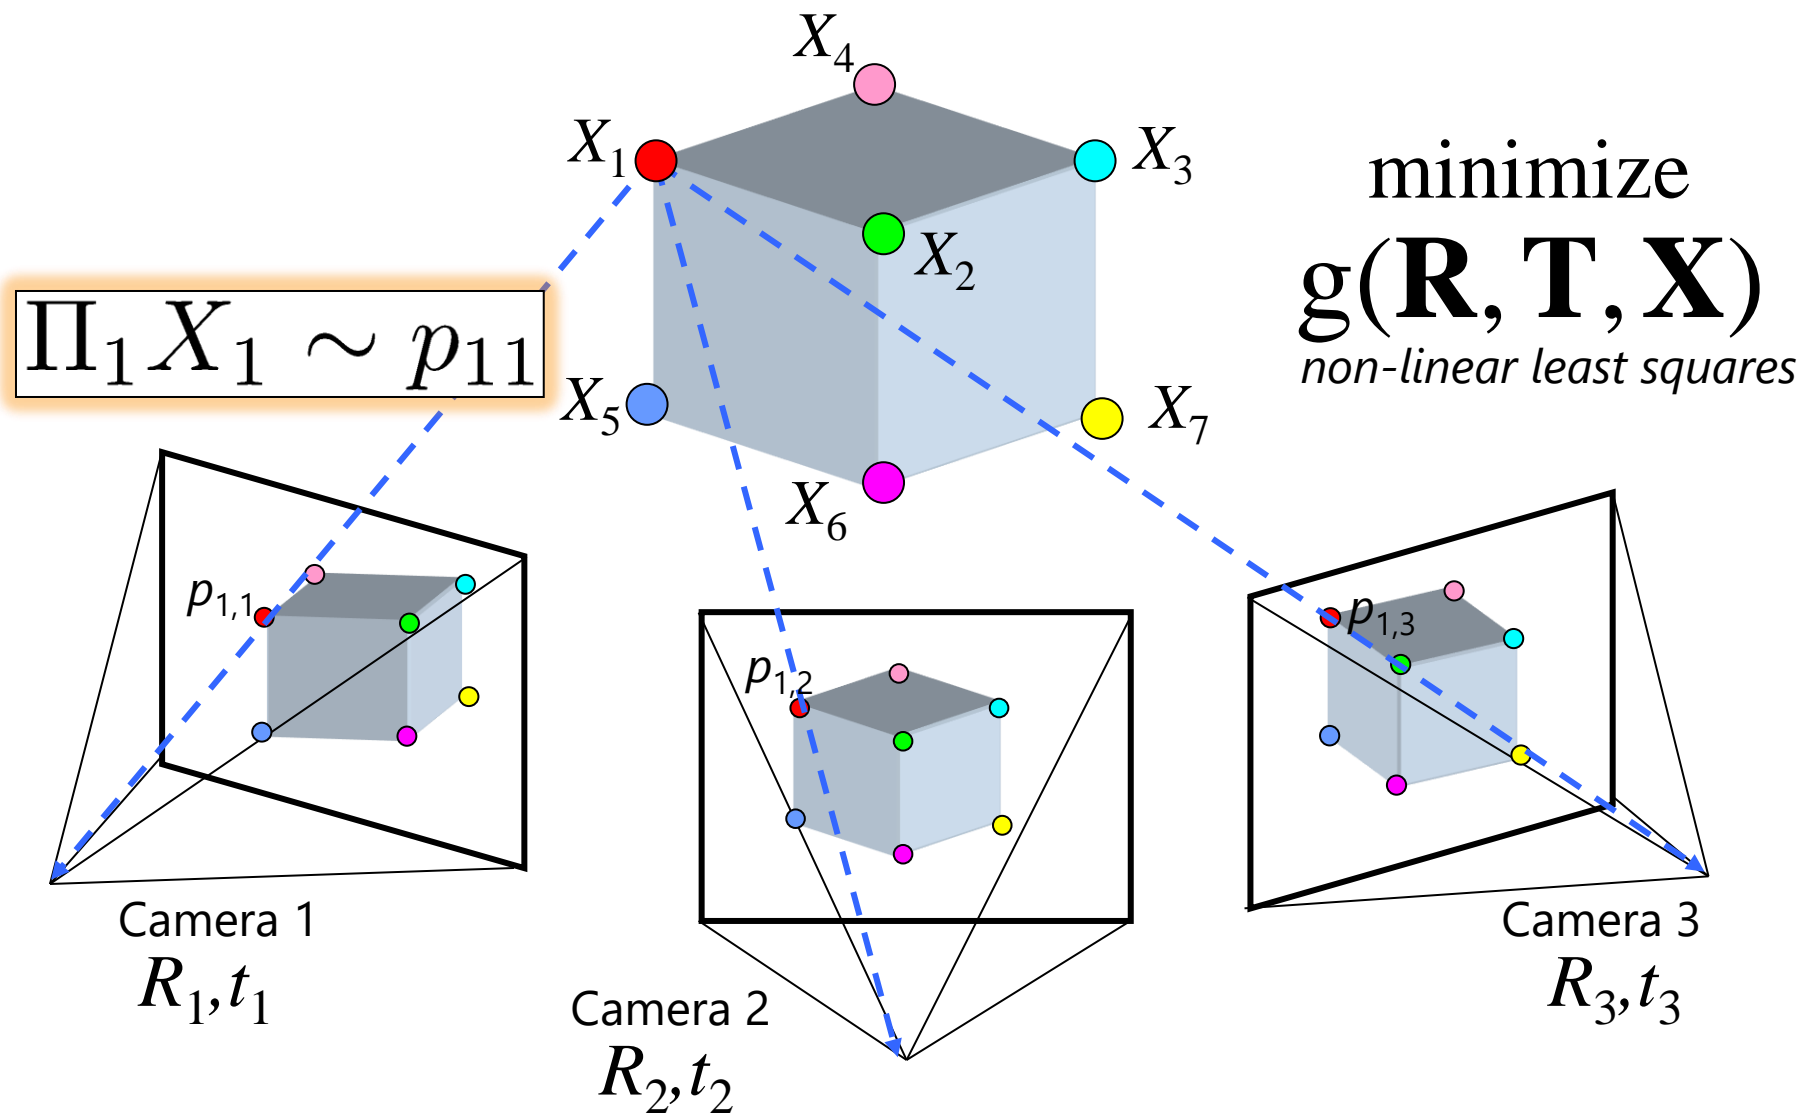 X₄
X₁
X₃
X₂
minimize
g(R, T, X)
non-linear least squares
Π₁X₁ ∼ p₁₁
X₅
X₇
X₆
p₁,₁
p₁,₂
p₁,₃
Camera 1
R₁,t₁
Camera 2
R₂,t₂
Camera 3
R₃,t₃